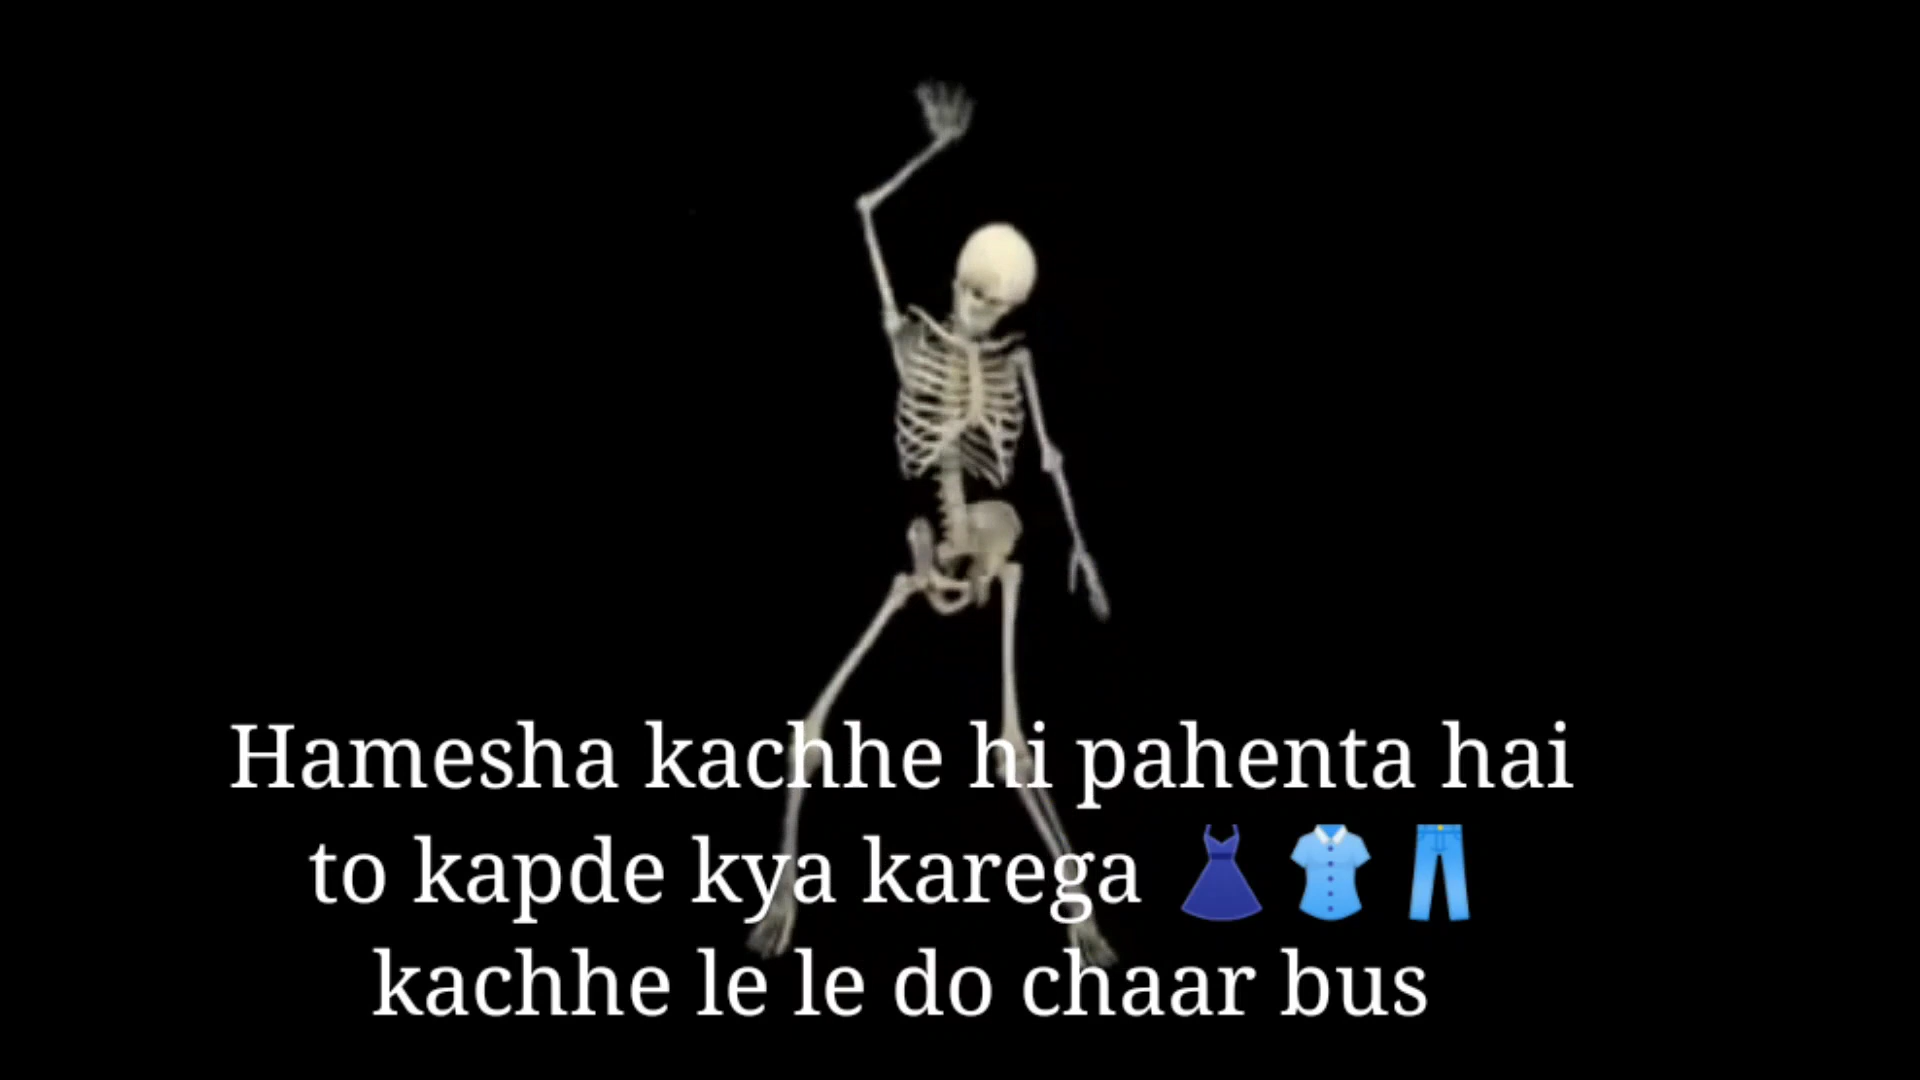 Hamesha kachhe hi pahenta hai
to kapde kya karega 👗👚👖
kachhe le le do chaar bus